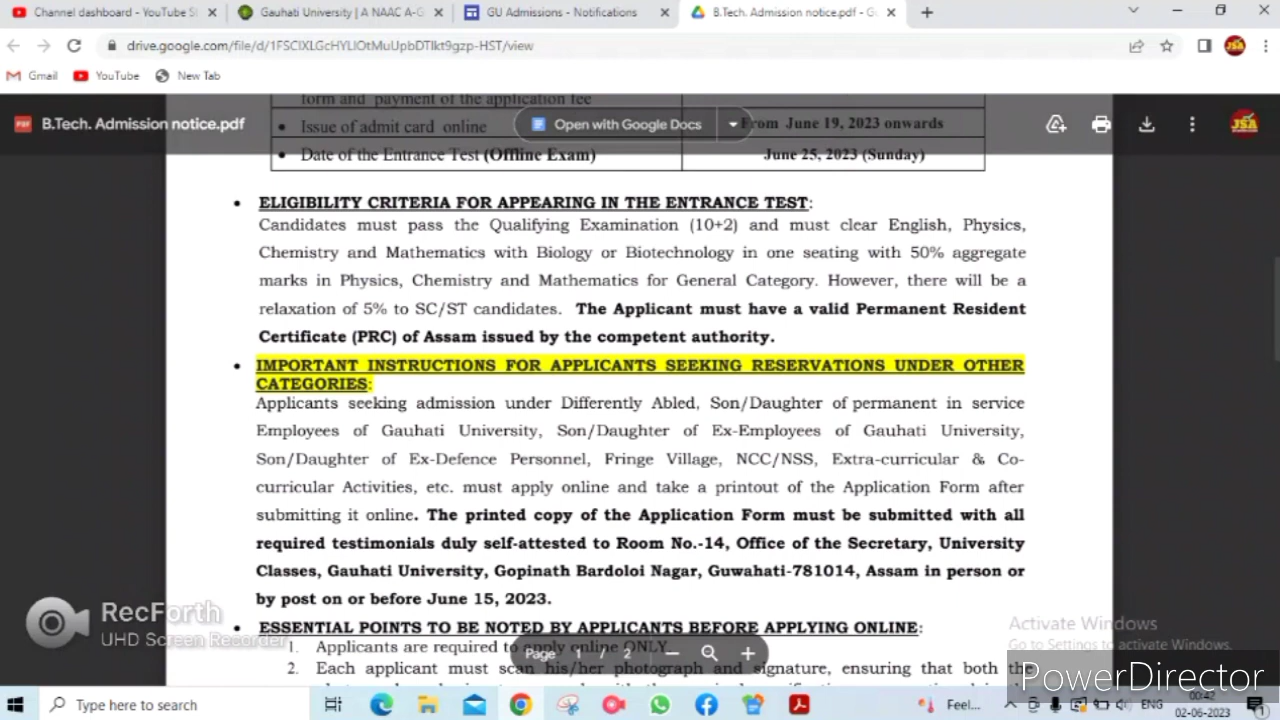 Channel dashboard - YouTube St
Gauhati University | A NAAC A-G
GU Admissions - Notifications
B.Tech. Admission notice.pdf - G
drive.google.com/file/d/1FSCIXLGcHYLIOtMuUpbDTIkt9gzp-HST/view
Gmail
YouTube
New Tab
form and payment of the application fee
PDF
B.Tech. Admission notice.pdf
• Issue of admit card online
Open with Google Docs
From June 19, 2023 onwards
JSA
• Date of the Entrance Test (Offline Exam)
June 25, 2023 (Sunday)
• ELIGIBILITY CRITERIA FOR APPEARING IN THE ENTRANCE TEST:
Candidates must pass the Qualifying Examination (10+2) and must clear English, Physics,
Chemistry and Mathematics with Biology or Biotechnology in one seating with 50% aggregate
marks in Physics, Chemistry and Mathematics for General Category. However, there will be a
relaxation of 5% to SC/ST candidates. The Applicant must have a valid Permanent Resident
Certificate (PRC) of Assam issued by the competent authority.
• IMPORTANT INSTRUCTIONS FOR APPLICANTS SEEKING RESERVATIONS UNDER OTHER
CATEGORIES:
Applicants seeking admission under Differently Abled, Son/Daughter of permanent in service
Employees of Gauhati University, Son/Daughter of Ex-Employees of Gauhati University,
Son/Daughter of Ex-Defence Personnel, Fringe Village, NCC/NSS, Extra-curricular & Co-
curricular Activities, etc. must apply online and take a printout of the Application Form after
submitting it online. The printed copy of the Application Form must be submitted with all
required testimonials duly self-attested to Room No.-14, Office of the Secretary, University
Classes, Gauhati University, Gopinath Bardoloi Nagar, Guwahati-781014, Assam in person or
by post on or before June 15, 2023.
RecForth
UHD Screen Recorder
• ESSENTIAL POINTS TO BE NOTED BY APPLICANTS BEFORE APPLYING ONLINE:
Activate Windows
Go to Settings to activate Windows.
1. Applicants are required to apply online ONLY.
Page 1 / 2
2. Each applicant must scan his/her photograph and signature, ensuring that both the
PowerDirector
Type here to search
Feel...
ENG
00:42
02-06-2023